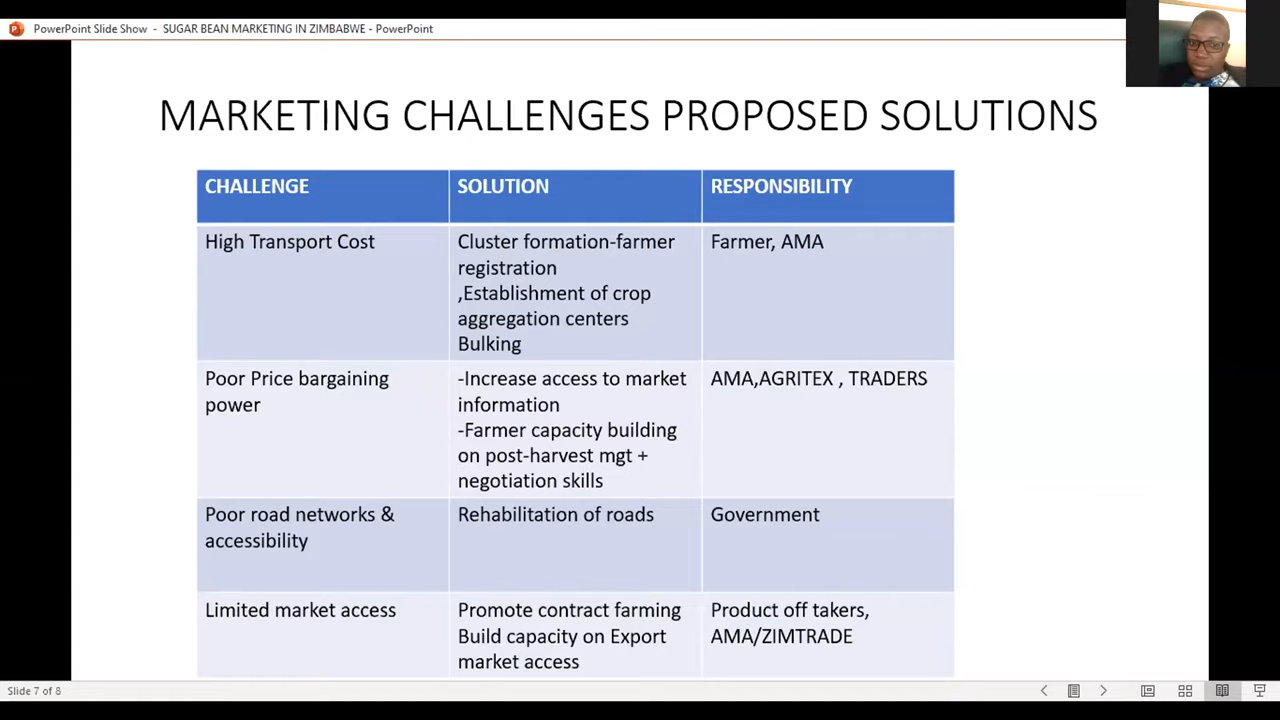 PowerPoint Slide Show - SUGAR BEAN MARKETING IN ZIMBABWE - PowerPoint
MARKETING CHALLENGES PROPOSED SOLUTIONS
CHALLENGE
SOLUTION
RESPONSIBILITY
High Transport Cost
Cluster formation-farmer
registration
,Establishment of crop
aggregation centers
Bulking
Farmer, AMA
Poor Price bargaining
power
-Increase access to market
information
-Farmer capacity building
on post-harvest mgt +
negotiation skills
AMA,AGRITEX , TRADERS
Poor road networks &
accessibility
Rehabilitation of roads
Government
Limited market access
Promote contract farming
Build capacity on Export
market access
Product off takers,
AMA/ZIMTRADE
Slide 7 of 8